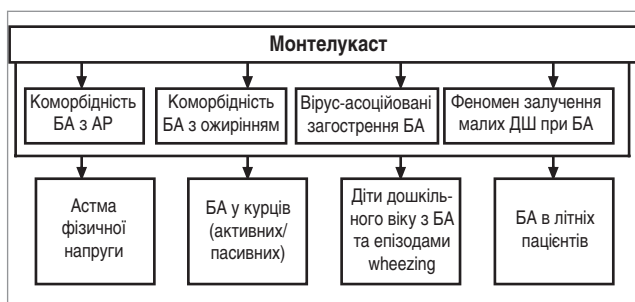 Монтелукаст
Коморбідність
БА з АР
Коморбідність
БА з ожирінням
Вірус-асоційовані
загострення БА
Феномен залучення
малих ДШ при БА
Астма
фізичної
напруги
БА у курців
(активних/
пасивних)
Діти дошкіль-
ного віку з БА
та епізодами
wheezing
БА в літніх
пацієнтів